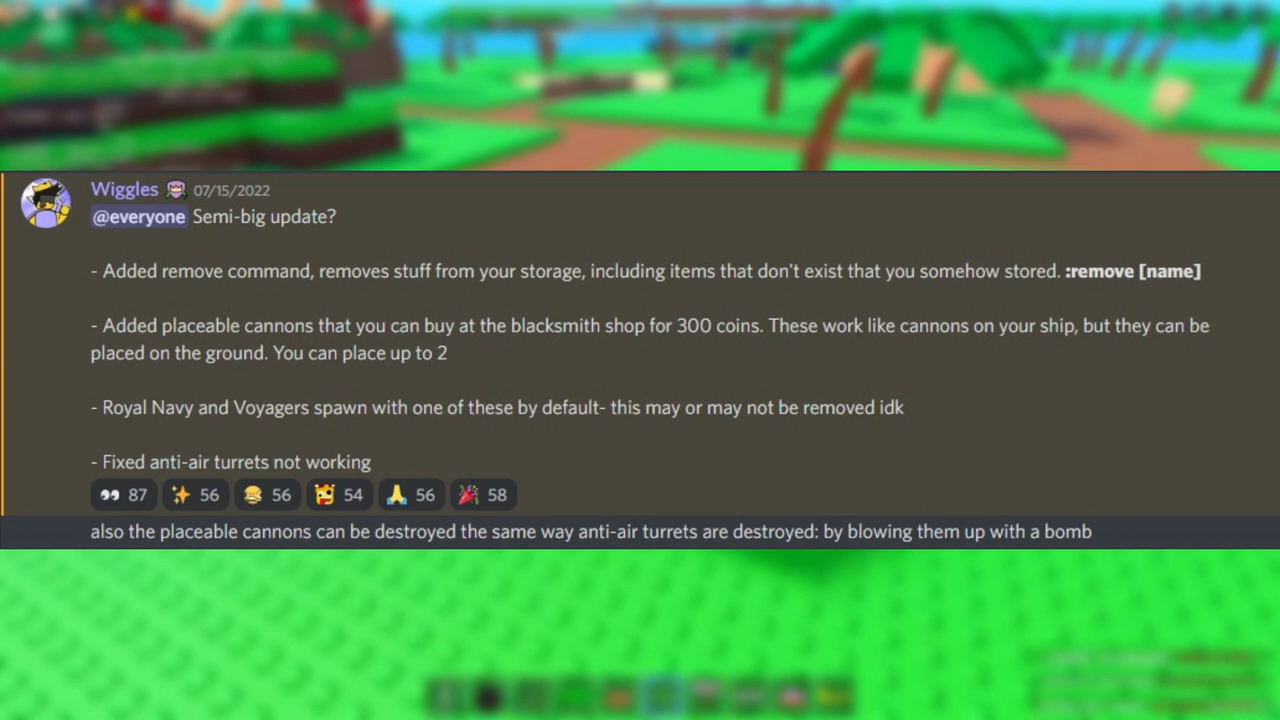 Wiggles 07/15/2022
@everyone Semi-big update?
- Added remove command, removes stuff from your storage, including items that don't exist that you somehow stored. :remove [name]
- Added placeable cannons that you can buy at the blacksmith shop for 300 coins. These work like cannons on your ship, but they can be
placed on the ground. You can place up to 2
- Royal Navy and Voyagers spawn with one of these by default- this may or may not be removed idk
- Fixed anti-air turrets not working
87 56 56 54 56 58
also the placeable cannons can be destroyed the same way anti-air turrets are destroyed: by blowing them up with a bomb